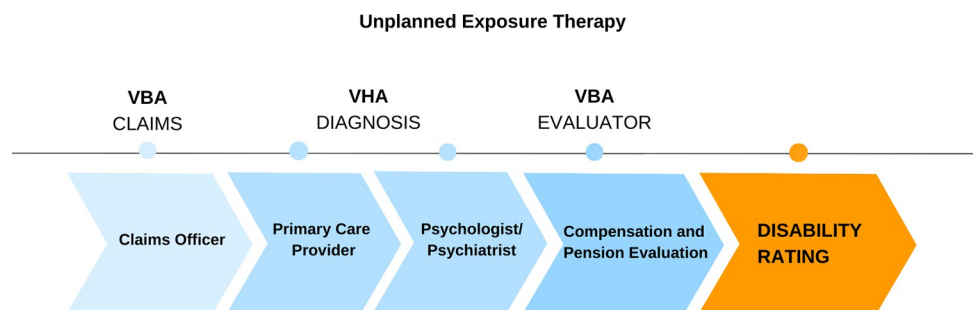 Unplanned Exposure Therapy
VBA
CLAIMS
VHA
DIAGNOSIS
VBA
EVALUATOR
Claims Officer
Primary Care
Provider
Psychologist/
Psychiatrist
Compensation and
Pension Evaluation
DISABILITY
RATING